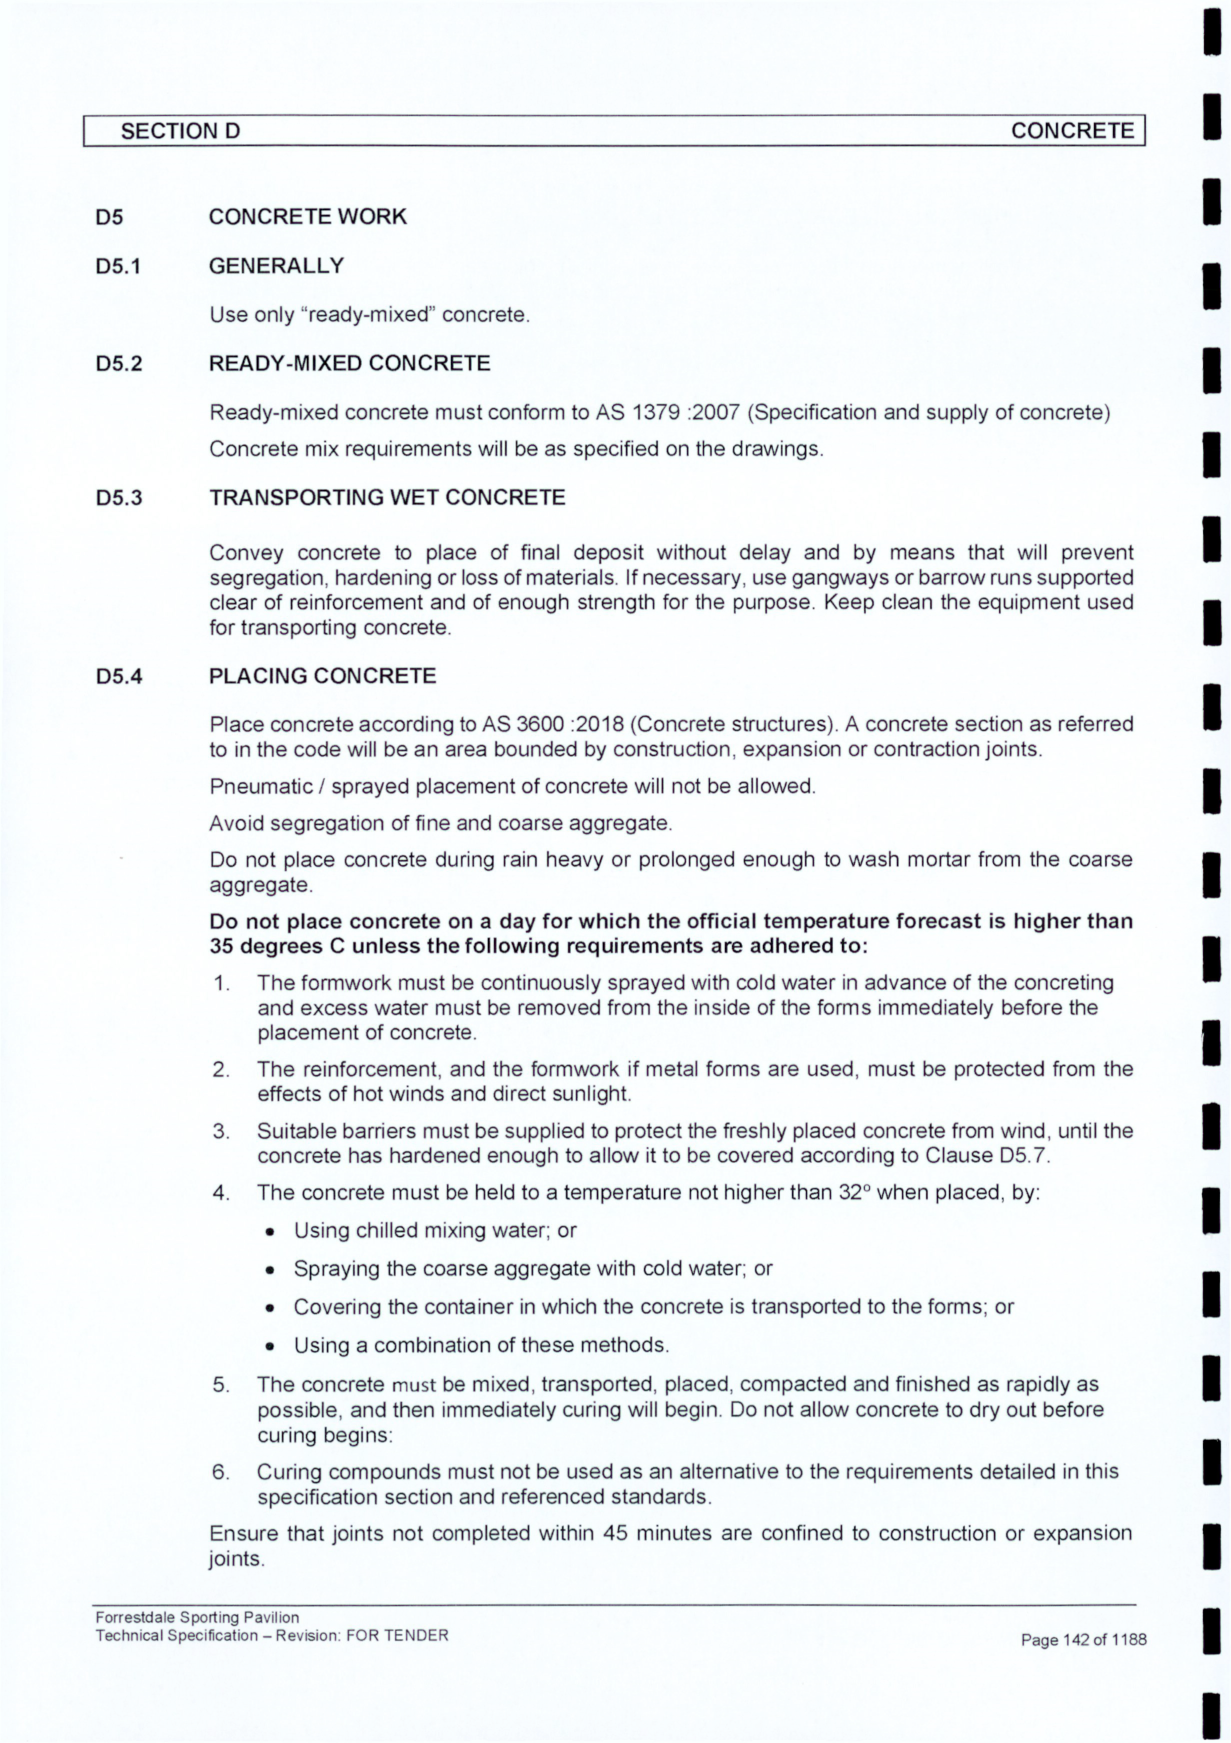 SECTION D CONCRETE
D5 CONCRETE WORK
D5.1 GENERALLY
Use only “ready-mixed” concrete.
D5.2 READY-MIXED CONCRETE
Ready-mixed concrete must conform to AS 1379 :2007 (Specification and supply of concrete)
Concrete mix requirements will be as specified on the drawings.
D5.3 TRANSPORTING WET CONCRETE
Convey concrete to place of final deposit without delay and by means that will prevent
segregation, hardening or loss of materials. If necessary, use gangways or barrow runs supported
clear of reinforcement and of enough strength for the purpose. Keep clean the equipment used
for transporting concrete.
D5.4 PLACING CONCRETE
Place concrete according to AS 3600 :2018 (Concrete structures). A concrete section as referred
to in the code will be an area bounded by construction, expansion or contraction joints.
Pneumatic / sprayed placement of concrete will not be allowed.
Avoid segregation of fine and coarse aggregate.
Do not place concrete during rain heavy or prolonged enough to wash mortar from the coarse
aggregate.
Do not place concrete on a day for which the official temperature forecast is higher than
35 degrees C unless the following requirements are adhered to:
1. The formwork must be continuously sprayed with cold water in advance of the concreting
and excess water must be removed from the inside of the forms immediately before the
placement of concrete.
2. The reinforcement, and the formwork if metal forms are used, must be protected from the
effects of hot winds and direct sunlight.
3. Suitable barriers must be supplied to protect the freshly placed concrete from wind, until the
concrete has hardened enough to allow it to be covered according to Clause D5.7.
4. The concrete must be held to a temperature not higher than 32º when placed, by:
• Using chilled mixing water; or
• Spraying the coarse aggregate with cold water; or
• Covering the container in which the concrete is transported to the forms; or
• Using a combination of these methods.
5. The concrete must be mixed, transported, placed, compacted and finished as rapidly as
possible, and then immediately curing will begin. Do not allow concrete to dry out before
curing begins:
6. Curing compounds must not be used as an alternative to the requirements detailed in this
specification section and referenced standards.
Ensure that joints not completed within 45 minutes are confined to construction or expansion
joints.
Forrestdale Sporting Pavilion
Technical Specification – Revision: FOR TENDER
Page 142 of 1188